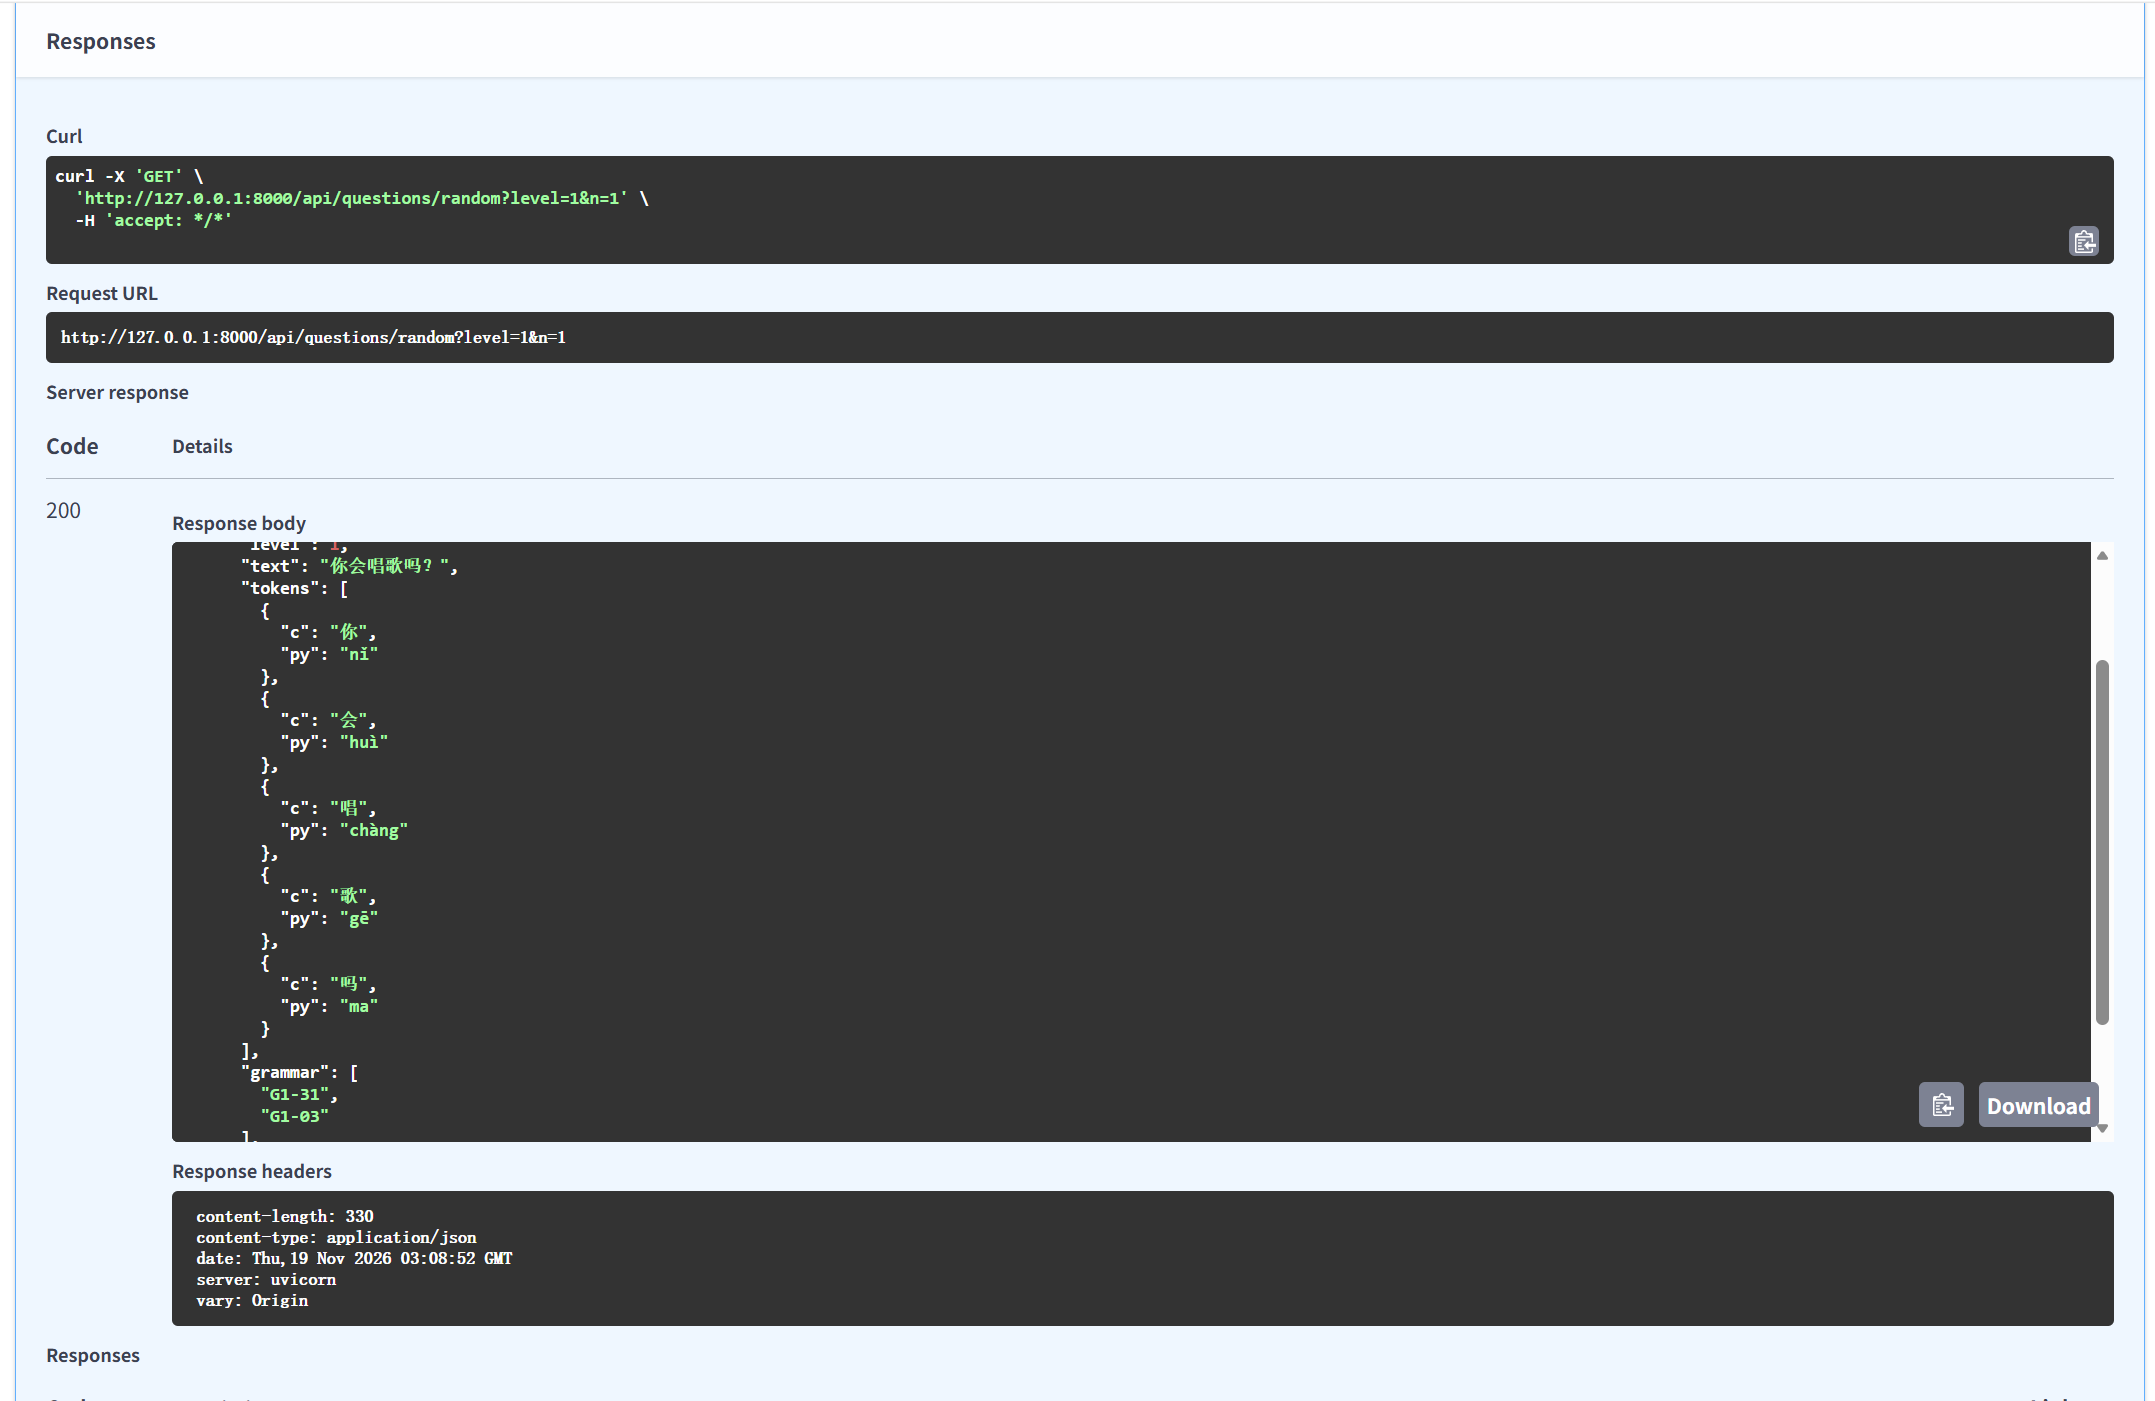 Responses
Curl
curl -X 'GET' \
'http://127.0.0.1:8000/api/questions/random?level=1&n=1' \
-H 'accept: */*'
Request URL
http://127.0.0.1:8000/api/questions/random?level=1&n=1
Server response
Code Details
200
Response body
"level": 1,
"text": "你会唱歌吗？",
"tokens": [
{
"c": "你",
"py": "nǐ"
},
{
"c": "会",
"py": "huì"
},
{
"c": "唱",
"py": "chàng"
},
{
"c": "歌",
"py": "gē"
},
{
"c": "吗",
"py": "ma"
}
],
"grammar": [
"G1-31",
"G1-03"
],
Download
Response headers
content-length: 330
content-type: application/json
date: Thu,19 Nov 2026 03:08:52 GMT
server: uvicorn
vary: Origin
Responses